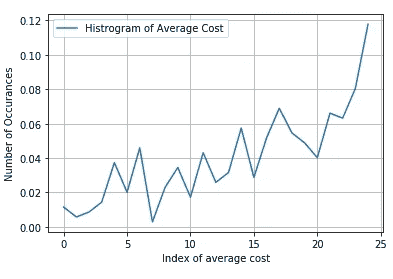 Histrogram of Average Cost
Number of Occurances
0.12
0.10
0.08
0.06
0.04
0.02
0.00
0 5 10 15 20 25
Index of average cost